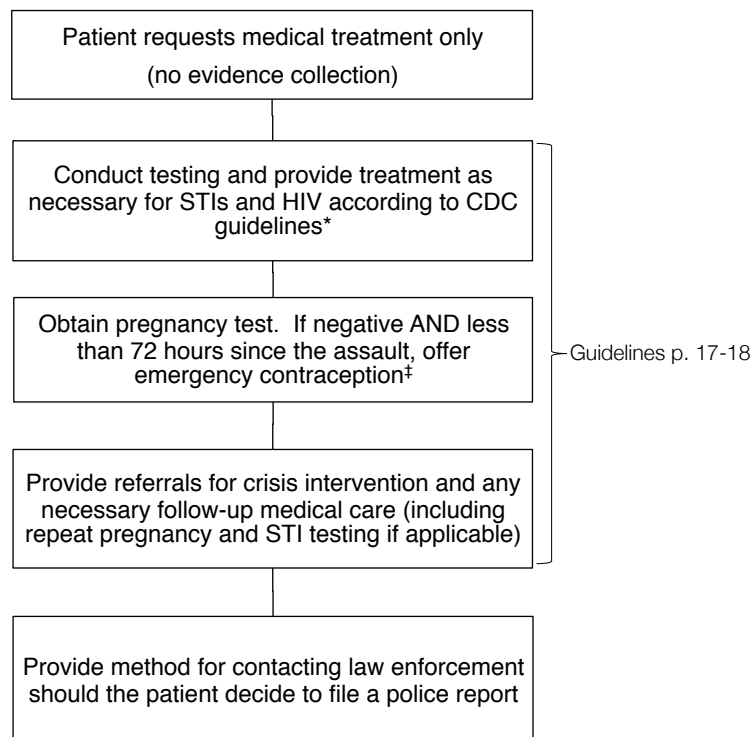 Patient requests medical treatment only
(no evidence collection)
Conduct testing and provide treatment as
necessary for STIs and HIV according to CDC
guidelines*
Obtain pregnancy test.  If negative AND less
than 72 hours since the assault, offer
emergency contraception‡
Guidelines p. 17-18
Provide referrals for crisis intervention and any
necessary follow-up medical care (including
repeat pregnancy and STI testing if applicable)
Provide method for contacting law enforcement
should the patient decide to file a police report